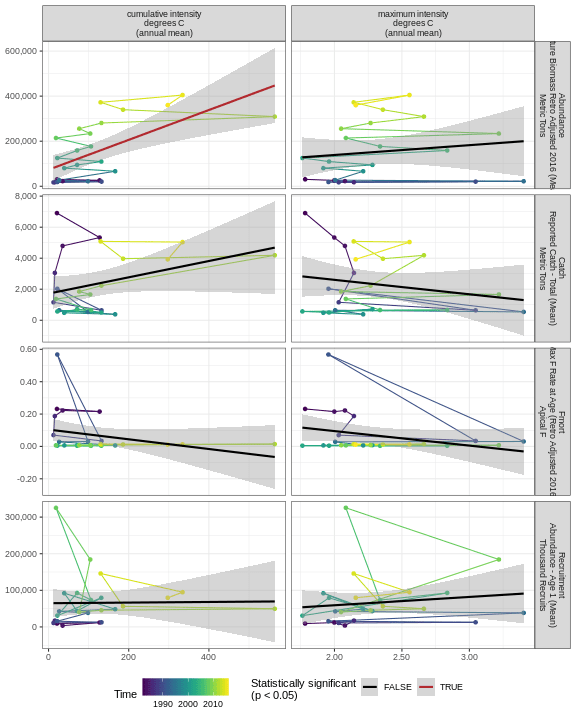 cumulative intensity
degrees C
(annual mean)
maximum intensity
degrees C
(annual mean)
600,000
400,000
200,000
0
Abundance
ture Biomass Retro Adjusted 2016 (Me
Metric Tons
8,000
6,000
4,000
2,000
0
Catch
Reported Catch - Total (Mean)
Metric Tons
0.60
0.40
0.20
0.00
-0.20
Fmort
Max F Rate at Age (Retro Adjusted 2016
Apical F
300,000
200,000
100,000
0
Recruitment
Abundance - Age 1 (Mean)
Thousand Recruits
0 200 400
2.00 2.50 3.00
Time
1990 2000 2010
Statistically significant
(p < 0.05)
FALSE TRUE